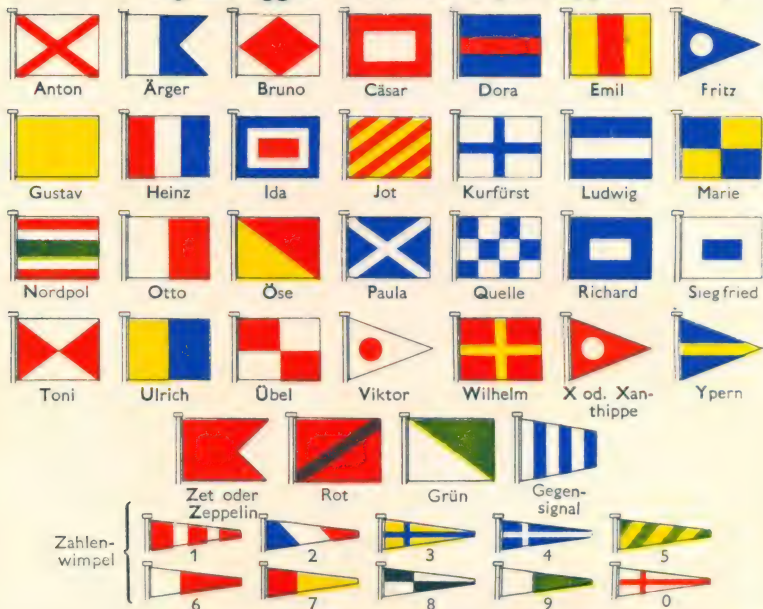 Anton Ärger Bruno Cäsar Dora Emil Fritz
Gustav Heinz Ida Jot Kurfürst Ludwig Marie
Nordpol Otto Öse Paula Quelle Richard Siegfried
Toni Ulrich Übel Viktor Wilhelm X od. Xan-
thippe Ypern
Zet oder
Zeppelin Rot Grün Gegen-
signal
Zahlen-
wimpel
1 2 3 4 5
6 7 8 9 0